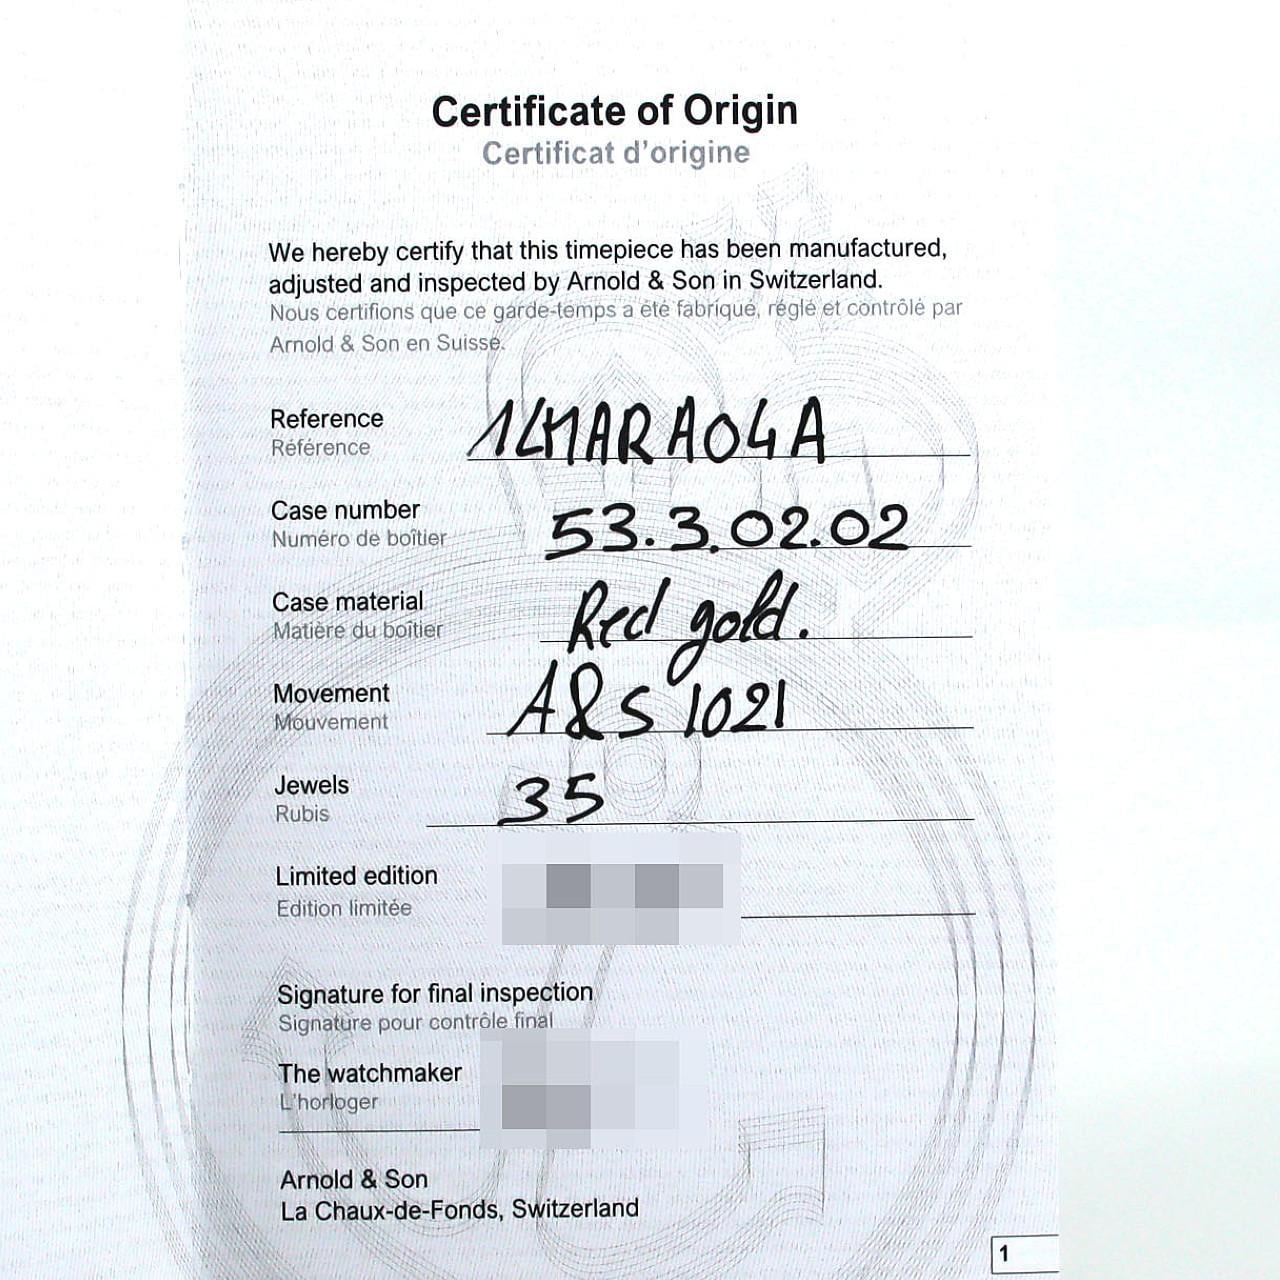 Certificate of Origin
Certificat d'origine
We hereby certify that this timepiece has been manufactured,
adjusted and inspected by Arnold & Son in Switzerland.
Nous certifions que ce garde-temps a été fabriqué, réglé et contrôlé par
Arnold & Son en Suisse.
Reference 1LMARA04A
Référence
Case number 53.3.02.02
Numéro de boîtier
Case material Red gold.
Matière du boîtier
Movement A&S 1021
Mouvement
Jewels 35
Rubis
Limited edition
Edition limitée
Signature for final inspection
Signature pour contrôle final
The watchmaker
L'horloger
Arnold & Son
La Chaux-de-Fonds, Switzerland
1